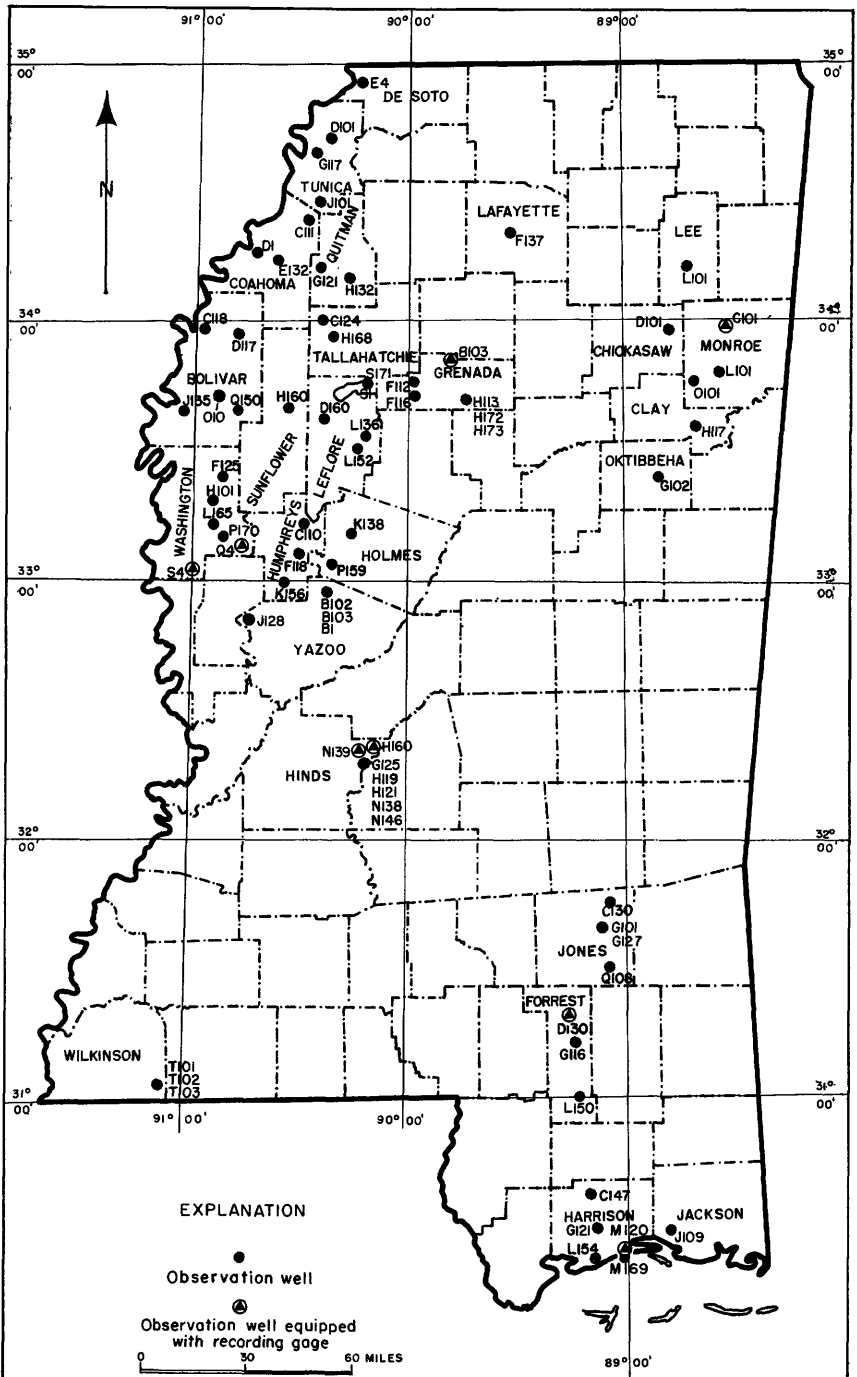 91° 00'
90° 00'
89° 00'
35° 00'
35° 00'
E4
DE SOTO
D101
G117
TUNICA
J101
C111
QUITMAN
LAFAYETTE
F137
LEE
L101
D1
E132
COAHOMA
G121
H132
N
34° 00'
34° 00'
C118
D117
C124
H168
TALLAHATCHIE
B103
GRENADA
D101
CHICKASAW
G101
MONROE
L101
O101
S171
SH
F112
F116
BOLIVAR
J155
O10
Q150
H160
D160
H113
H172
H173
CLAY
H117
L136
L152
SUNFLOWER
LEFLORE
OKTIBBEHA
G102
F125
H101
L165
P170
Q4
WASHINGTON
S4
HUMPHREYS
C110
K138
HOLMES
F118
P159
33° 00'
33° 00'
K156
B102
B103
B1
J128
YAZOO
N139
H160
HINDS
G125
H119
H121
N138
N146
32° 00'
32° 00'
C130
G101
G127
JONES
Q108
FORREST
D130
G116
WILKINSON
T101
T102
T103
31° 00'
31° 00'
L150
91° 00'
90° 00'
C147
HARRISON
JACKSON
G121
M120
J109
L154
M169
EXPLANATION
Observation well
Observation well equipped
with recording gage
0 30 60 MILES
89° 00'